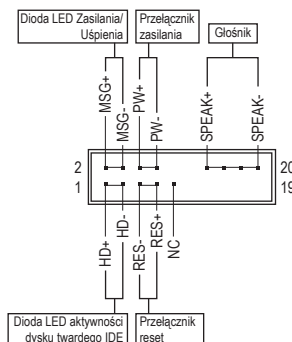 Dioda LED Zasilania/
Uśpienia
Przełącznik
zasilania
Głośnik
MSG+
MSG-
PW+
PW-
SPEAK+
SPEAK-
2
20
1
19
HD+
HD-
RES-
RES+
NC
Dioda LED aktywności
dysku twardego IDE
Przełącznik
reset